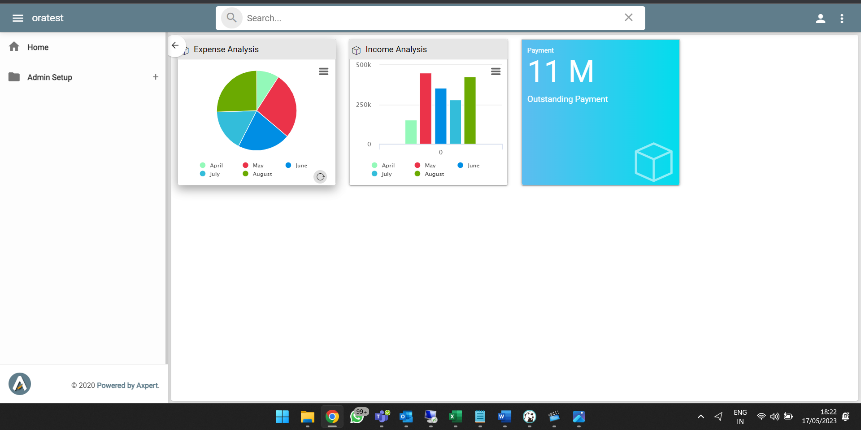 oratest
Search...
Home
Admin Setup
+
Expense Analysis
April
May
June
July
August
Income Analysis
500k
250k
0
0
April
May
June
July
August
Payment
11 M
Outstanding Payment
© 2020 Powered by Axpert.
99+
ENG
IN
18:22
17/05/2023